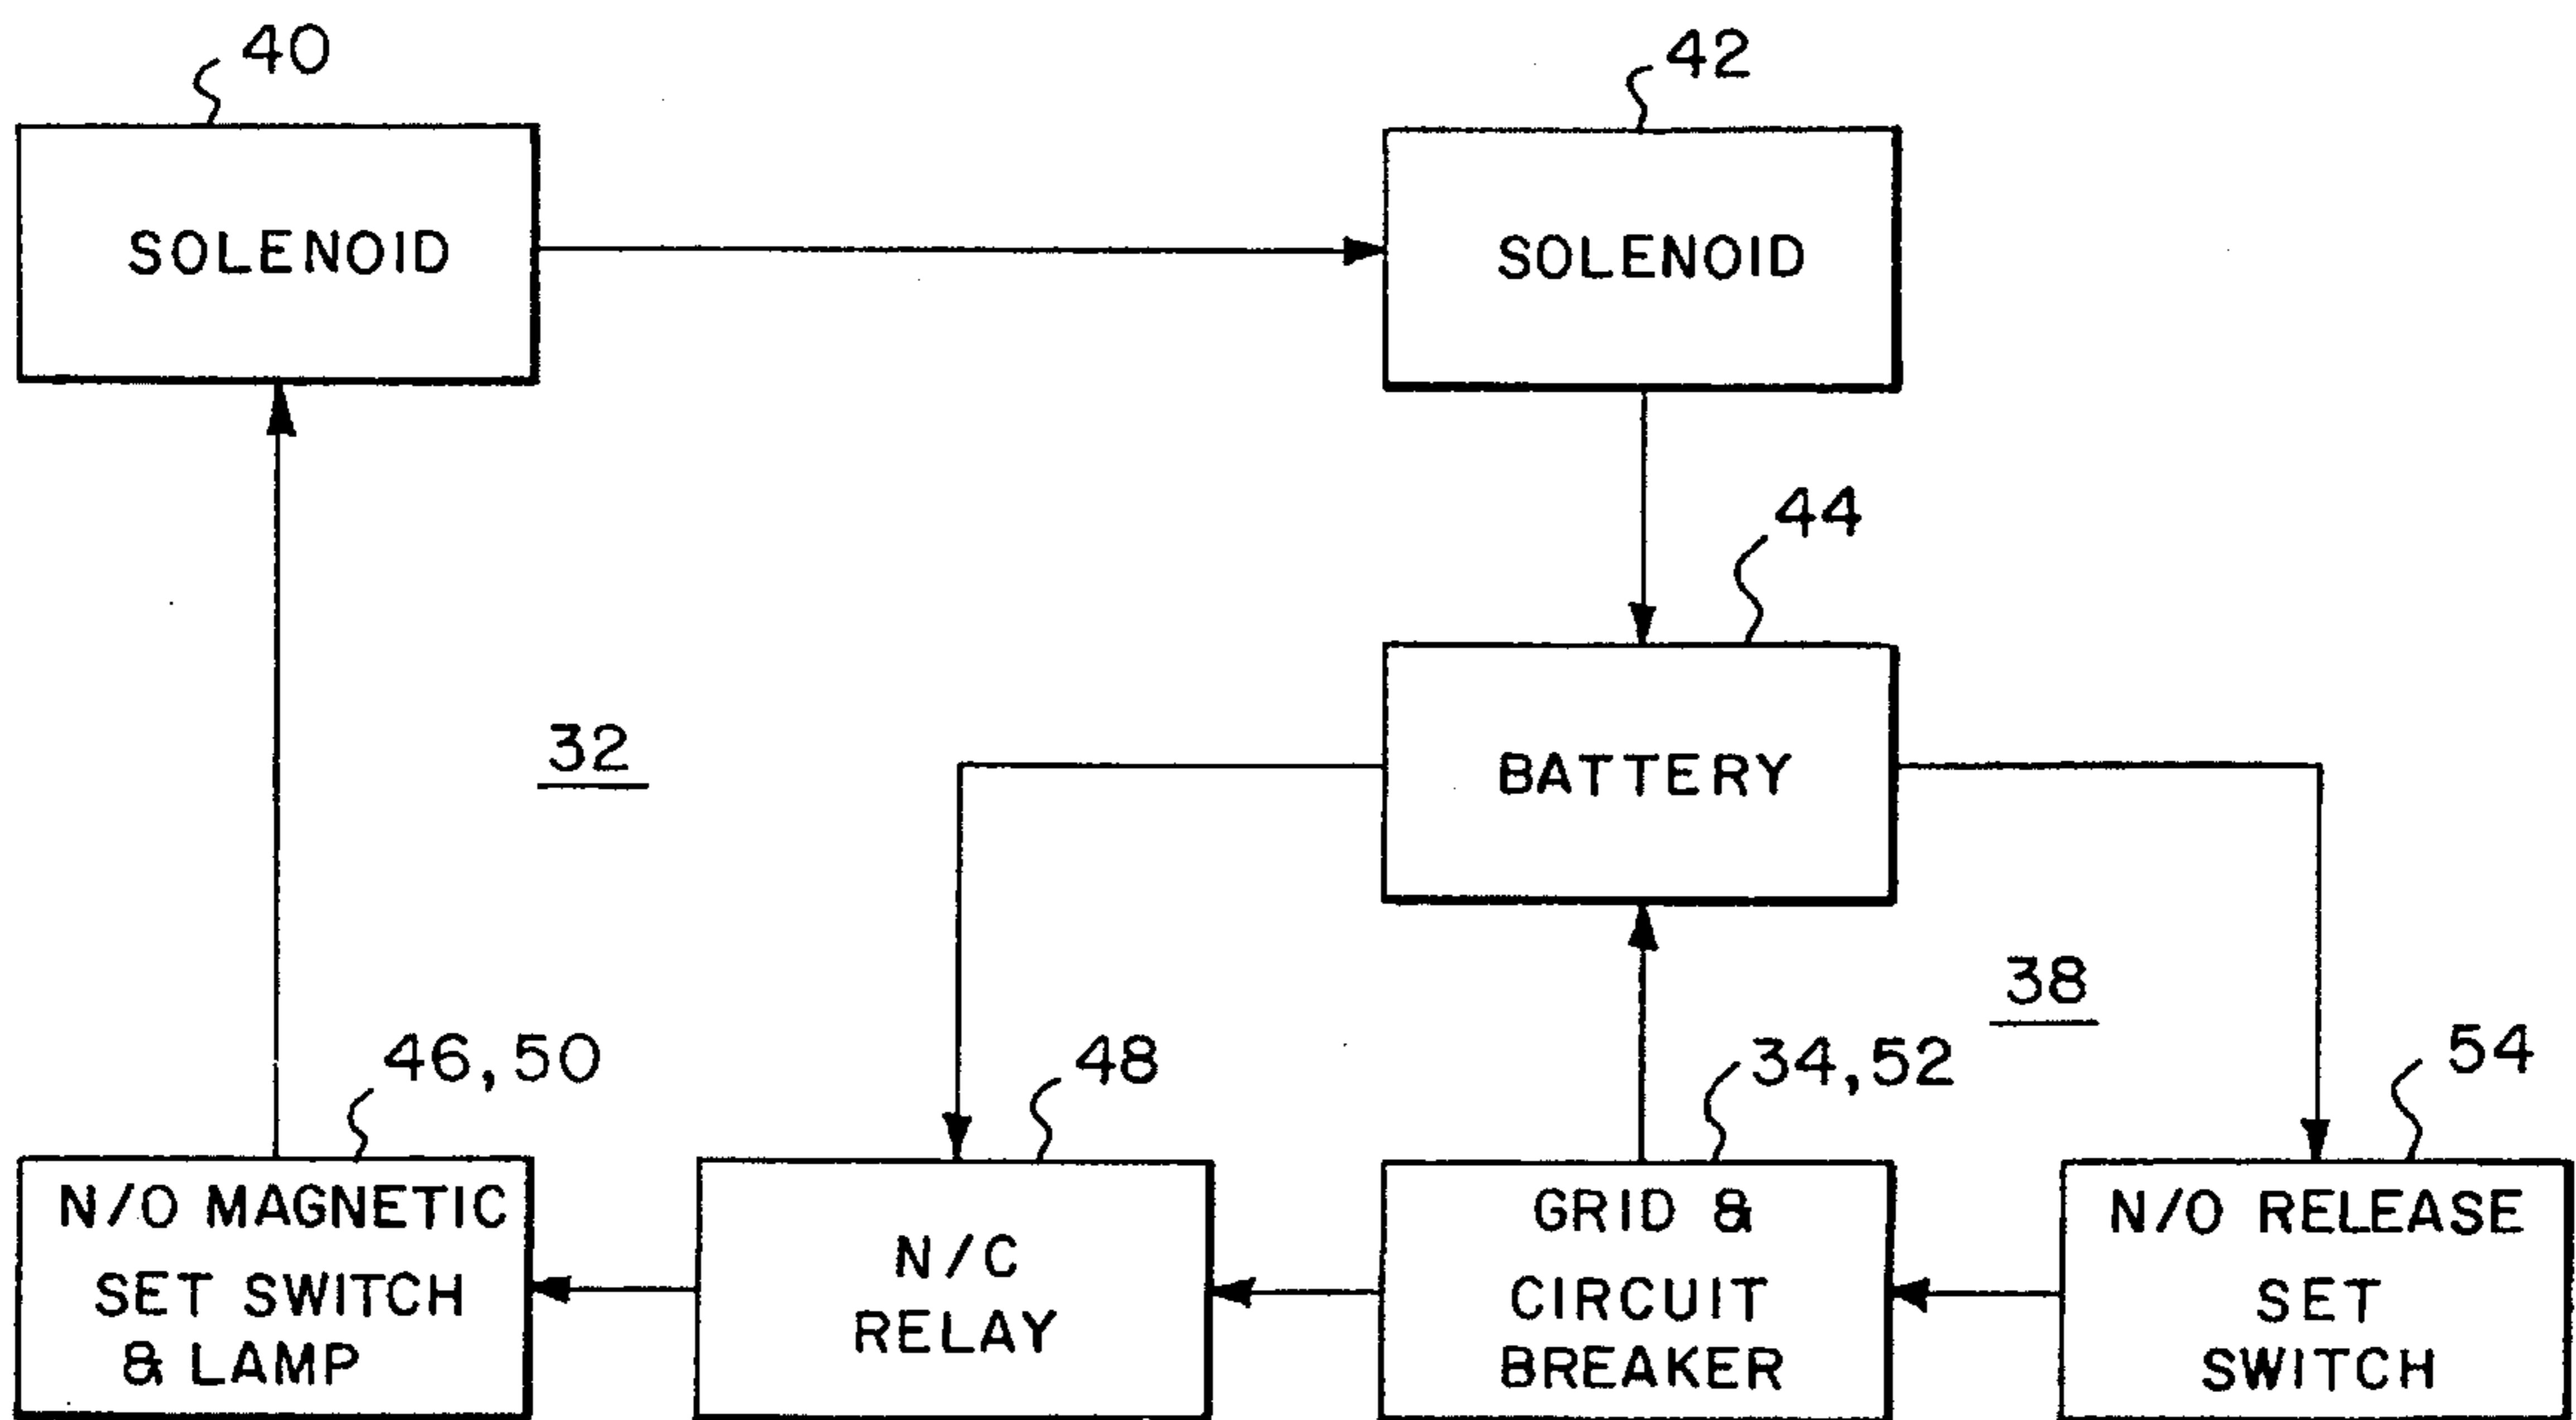 40
42
SOLENOID
SOLENOID
44
32
BATTERY
38
46,50
48
34,52
54
N/O MAGNETIC
SET SWITCH
& LAMP
N/C
RELAY
GRID &
CIRCUIT
BREAKER
N/O RELEASE
SET
SWITCH